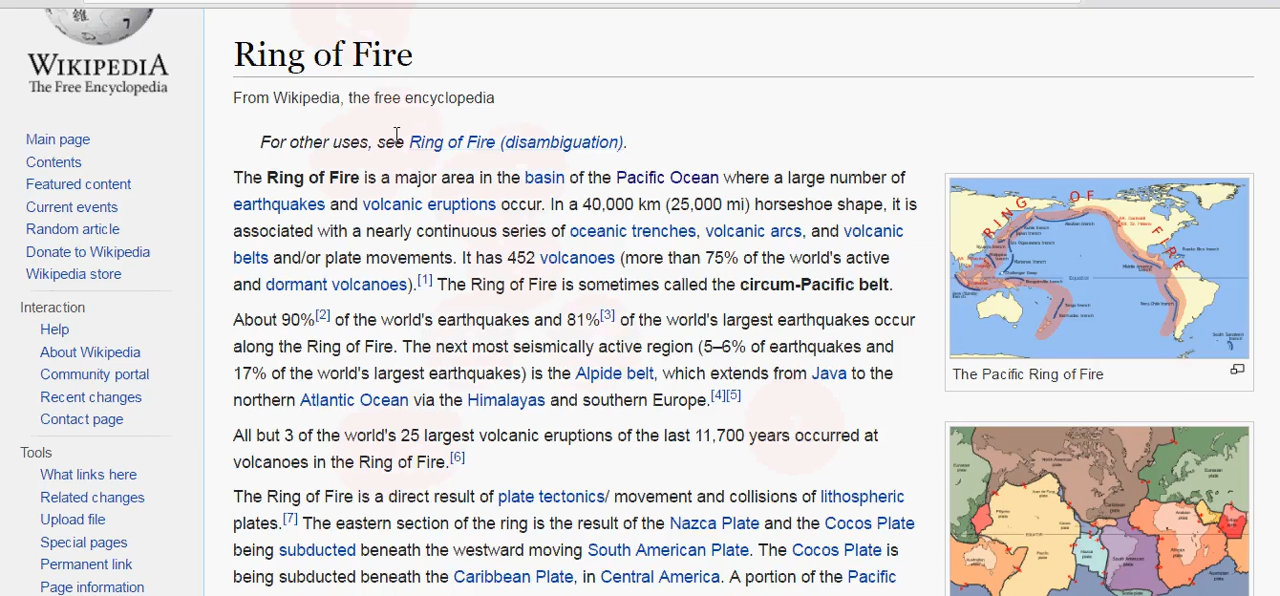 WIKIPEDIA
The Free Encyclopedia
Main page
Contents
Featured content
Current events
Random article
Donate to Wikipedia
Wikipedia store
Interaction
Help
About Wikipedia
Community portal
Recent changes
Contact page
Tools
What links here
Related changes
Upload file
Special pages
Permanent link
Page information
Ring of Fire
From Wikipedia, the free encyclopedia
For other uses, see Ring of Fire (disambiguation).
The Ring of Fire is a major area in the basin of the Pacific Ocean where a large number of
earthquakes and volcanic eruptions occur. In a 40,000 km (25,000 mi) horseshoe shape, it is
associated with a nearly continuous series of oceanic trenches, volcanic arcs, and volcanic
belts and/or plate movements. It has 452 volcanoes (more than 75% of the world's active
and dormant volcanoes).[1] The Ring of Fire is sometimes called the circum-Pacific belt.
About 90%[2] of the world's earthquakes and 81%[3] of the world's largest earthquakes occur
along the Ring of Fire. The next most seismically active region (5–6% of earthquakes and
17% of the world's largest earthquakes) is the Alpide belt, which extends from Java to the
northern Atlantic Ocean via the Himalayas and southern Europe.[4][5]
All but 3 of the world's 25 largest volcanic eruptions of the last 11,700 years occurred at
volcanoes in the Ring of Fire.[6]
The Ring of Fire is a direct result of plate tectonics/ movement and collisions of lithospheric
plates.[7] The eastern section of the ring is the result of the Nazca Plate and the Cocos Plate
being subducted beneath the westward moving South American Plate. The Cocos Plate is
being subducted beneath the Caribbean Plate, in Central America. A portion of the Pacific
RING OF FIRE
Equator
The Pacific Ring of Fire